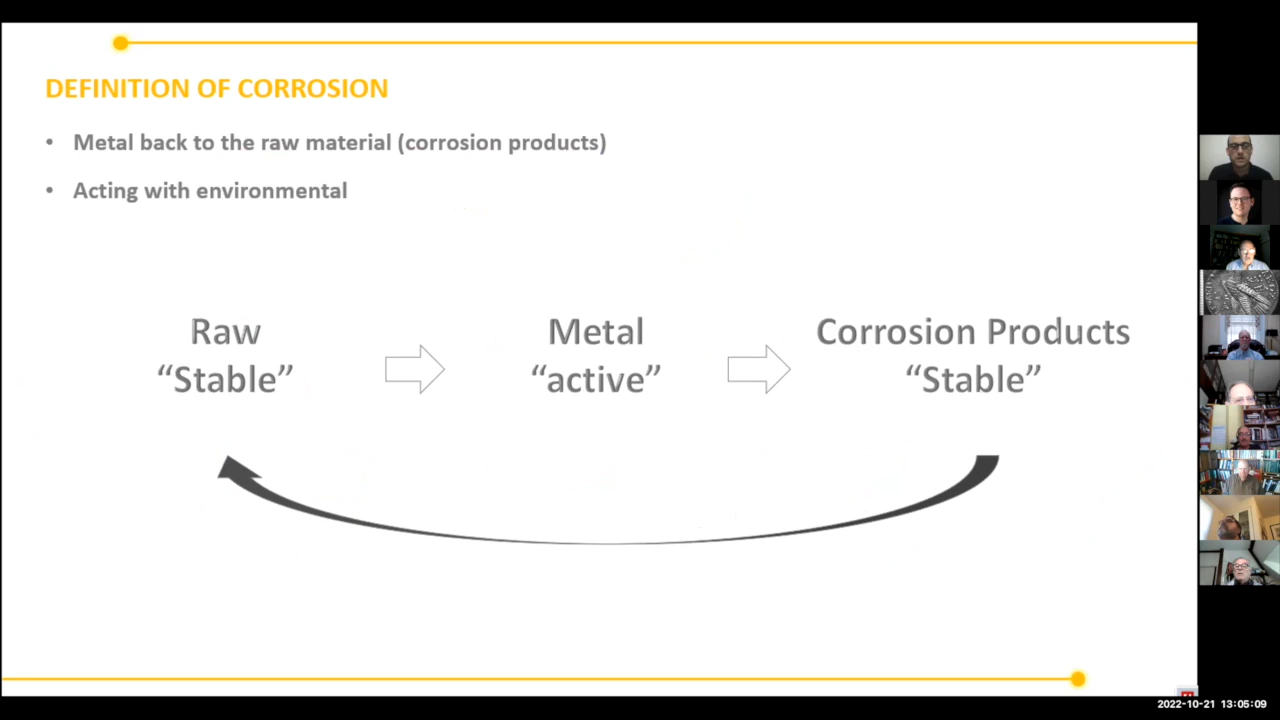 DEFINITION OF CORROSION
• Metal back to the raw material (corrosion products)
• Acting with environmental
Raw
“Stable”
Metal
“active”
Corrosion Products
“Stable”
2022-10-21 13:05:09